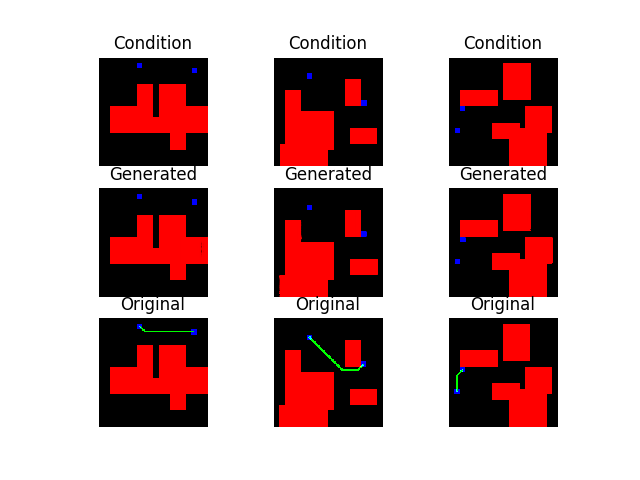 Condition Condition Condition
Generated Generated Generated
Original Original Original